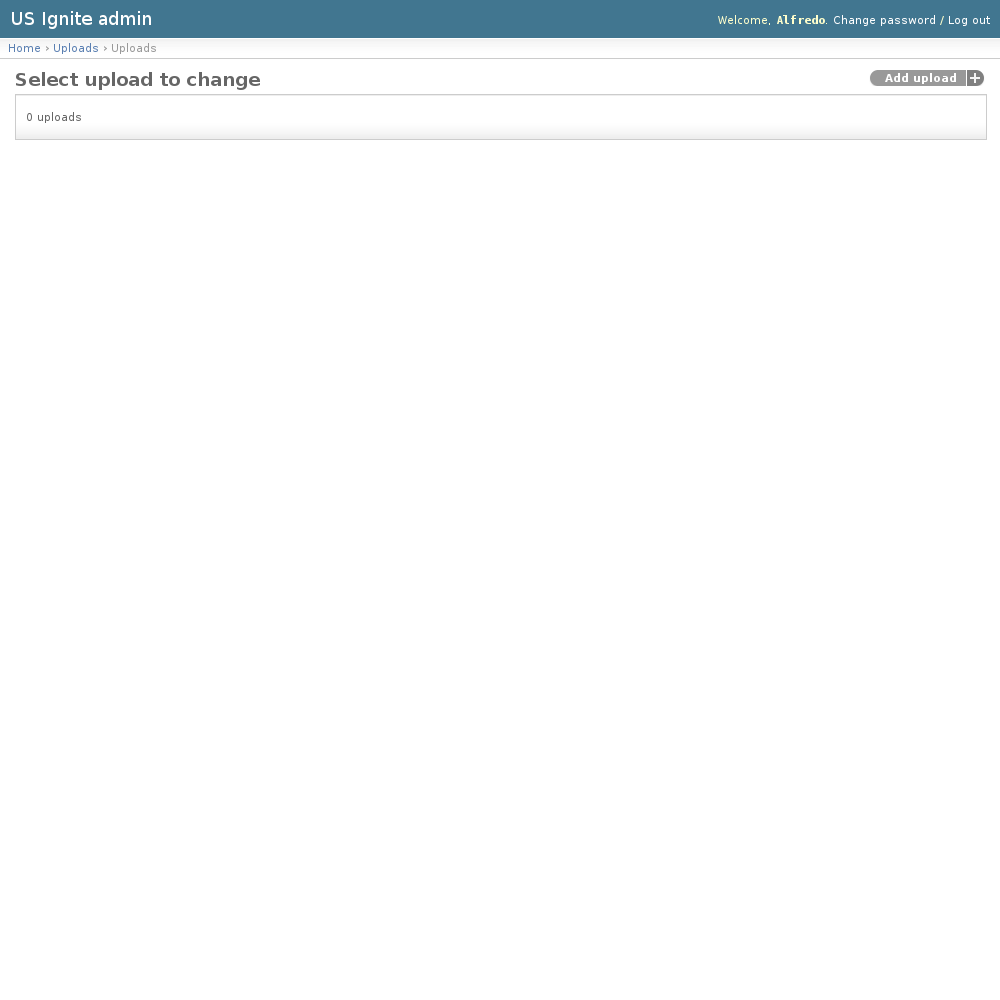 US Ignite admin
Welcome, Alfredo. Change password / Log out
Home › Uploads › Uploads
Select upload to change
Add upload +
0 uploads